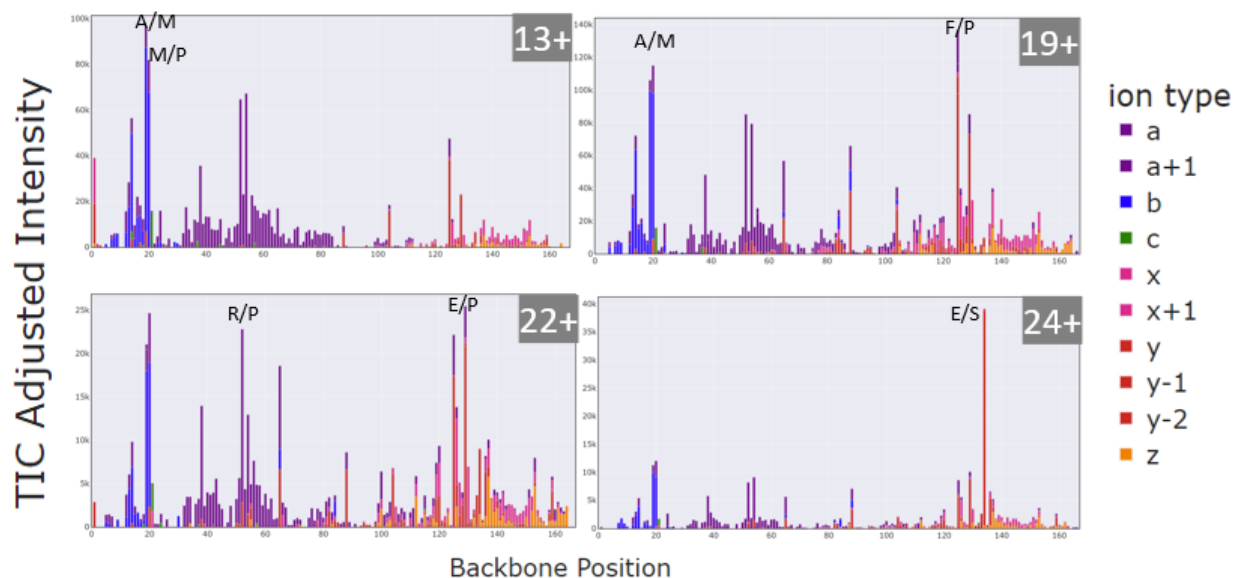 TIC Adjusted Intensity
100k
80k
60k
40k
20k
0
A/M
M/P
13+
0 20 40 60 80 100 120 140 160
140k
120k
100k
80k
60k
40k
20k
0
A/M
F/P
19+
0 20 40 60 80 100 120 140 160
25k
20k
15k
10k
5k
0
R/P
E/P
22+
0 20 40 60 80 100 120 140 160
40k
35k
30k
25k
20k
15k
10k
5k
0
E/S
24+
0 20 40 60 80 100 120 140 160
Backbone Position
ion type
a
a+1
b
c
x
x+1
y
y-1
y-2
z